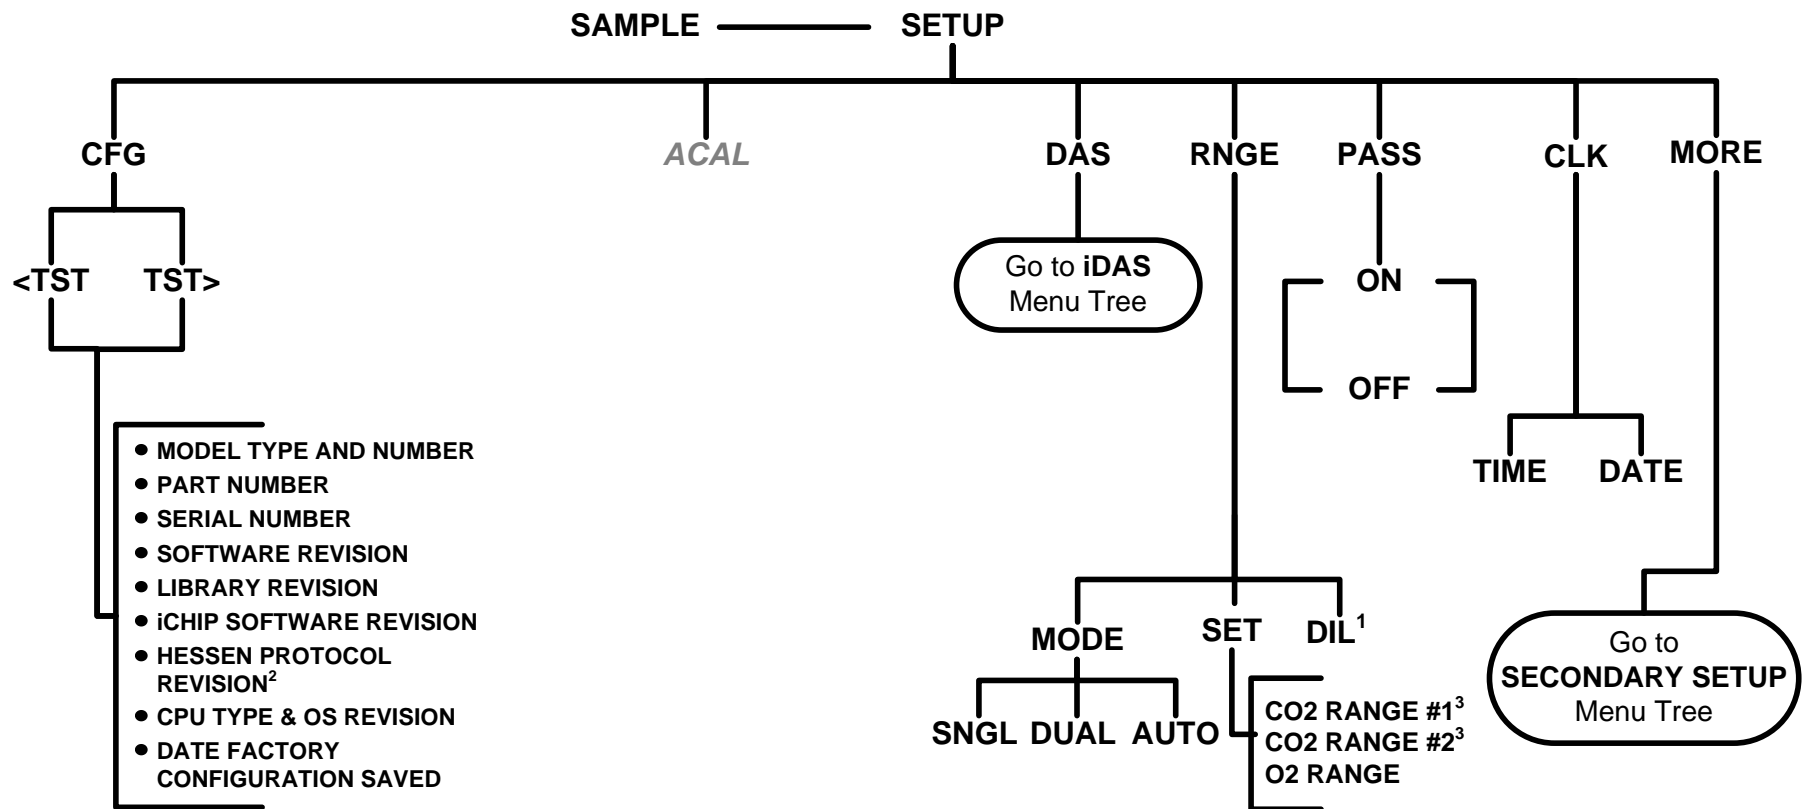 SAMPLE SETUP
CFG ACAL DAS RNGE PASS CLK MORE
<TST TST>
Go to iDAS
Menu Tree
ON
OFF
TIME DATE
● MODEL TYPE AND NUMBER
● PART NUMBER
● SERIAL NUMBER
● SOFTWARE REVISION
● LIBRARY REVISION
● iCHIP SOFTWARE REVISION
● HESSEN PROTOCOL
REVISION²
● CPU TYPE & OS REVISION
● DATE FACTORY
CONFIGURATION SAVED
MODE SET DIL¹
SNGL DUAL AUTO
CO2 RANGE #1³
CO2 RANGE #2³
O2 RANGE
Go to
SECONDARY SETUP
Menu Tree